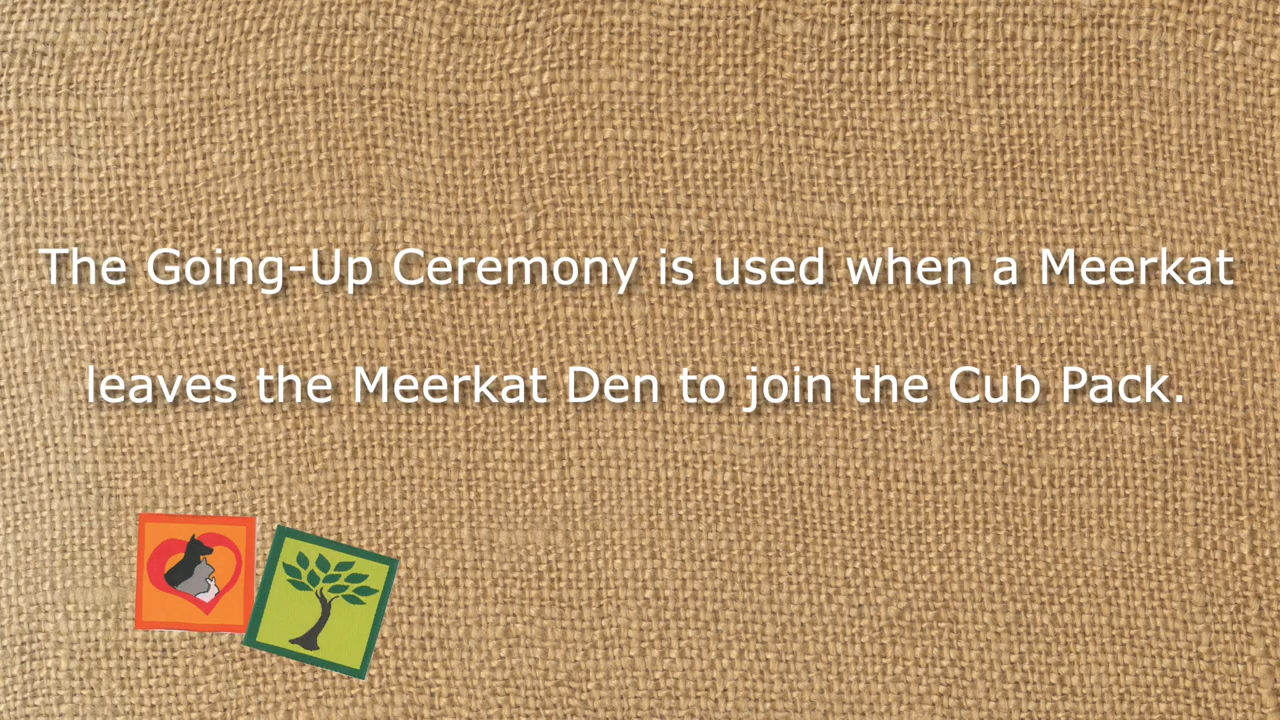 The Going-Up Ceremony is used when a Meerkat
leaves the Meerkat Den to join the Cub Pack.